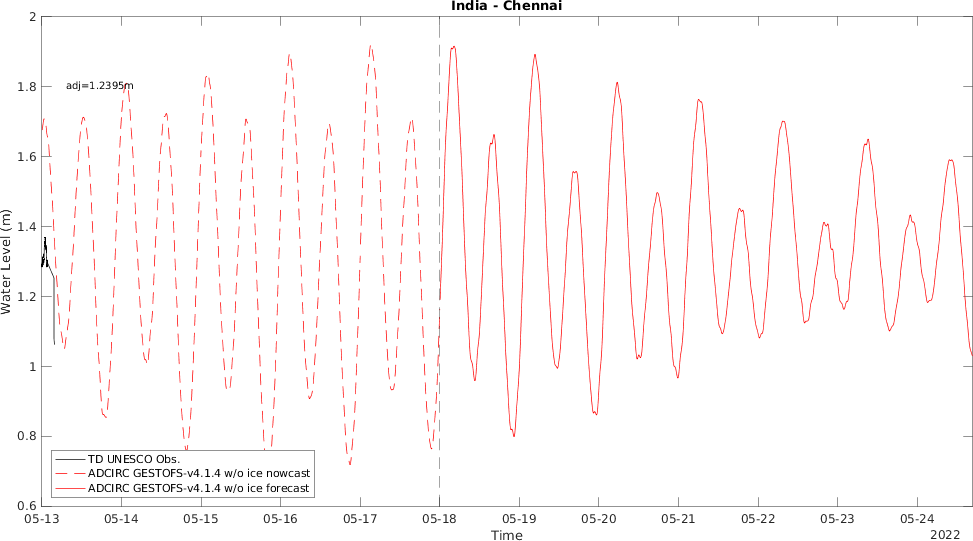 India - Chennai
adj=1.2395m
Water Level (m)
2
1.8
1.6
1.4
1.2
1
0.8
0.6
TD UNESCO Obs.
ADCIRC GESTOFS-v4.1.4 w/o ice nowcast
ADCIRC GESTOFS-v4.1.4 w/o ice forecast
05-13 05-14 05-15 05-16 05-17 05-18 05-19 05-20 05-21 05-22 05-23 05-24
Time
2022